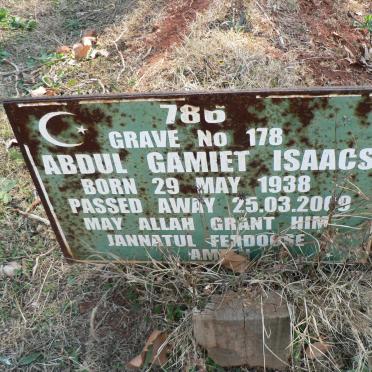 786
GRAVE No 178
ABDUL GAMIET ISAACS
BORN 29 MAY 1938
PASSED AWAY 25.03.2009
MAY ALLAH GRANT HIM
JANNATUL FERDOUSE